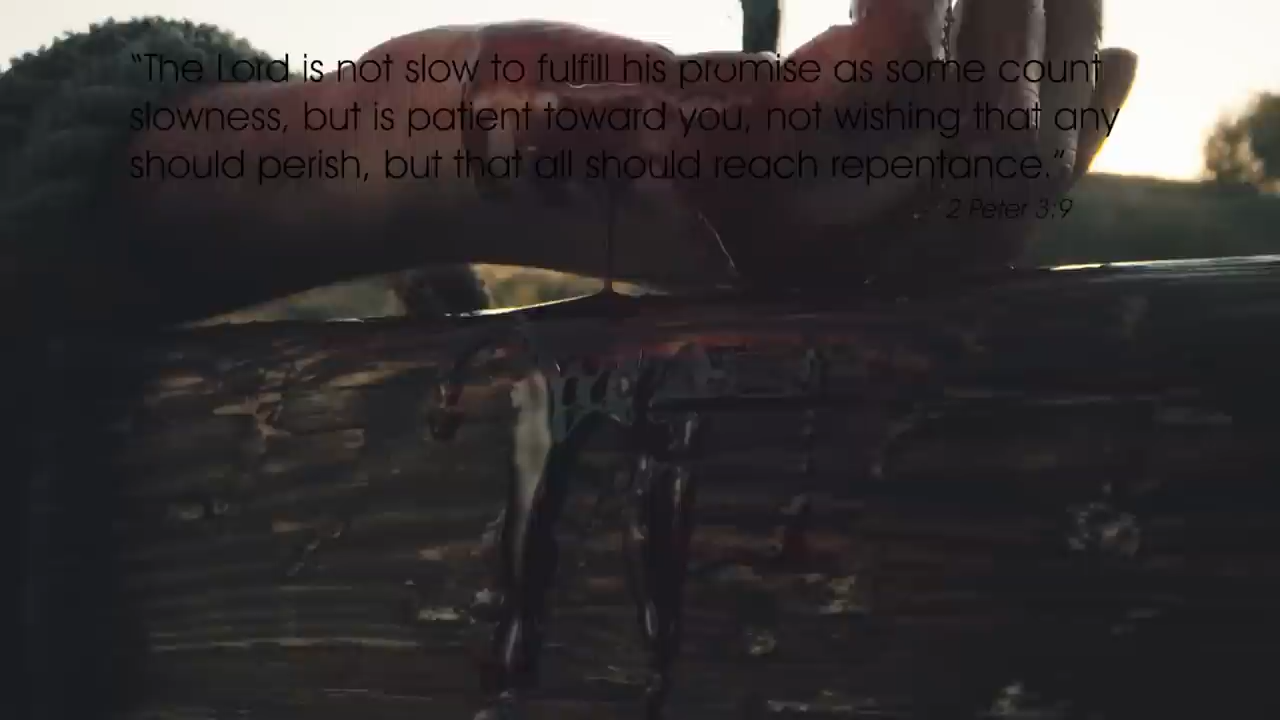 “The Lord is not slow to fulfill his promise as some count
slowness, but is patient toward you, not wishing that any
should perish, but that all should reach repentance.”
2 Peter 3:9